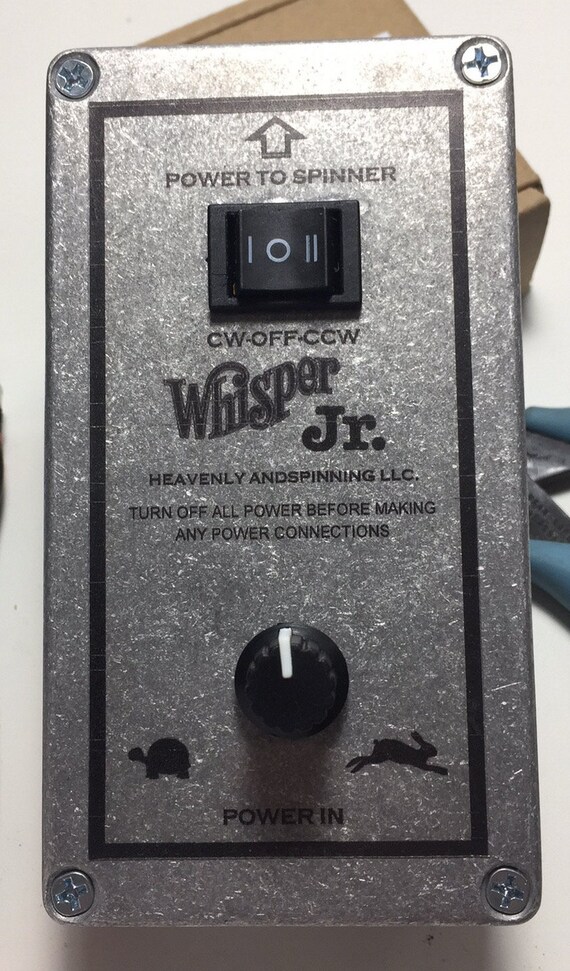 POWER TO SPINNER
I O II
CW-OFF-CCW
Whisper
Jr.
HEAVENLY ANDSPINNING LLC.
TURN OFF ALL POWER BEFORE MAKING
ANY POWER CONNECTIONS
POWER IN